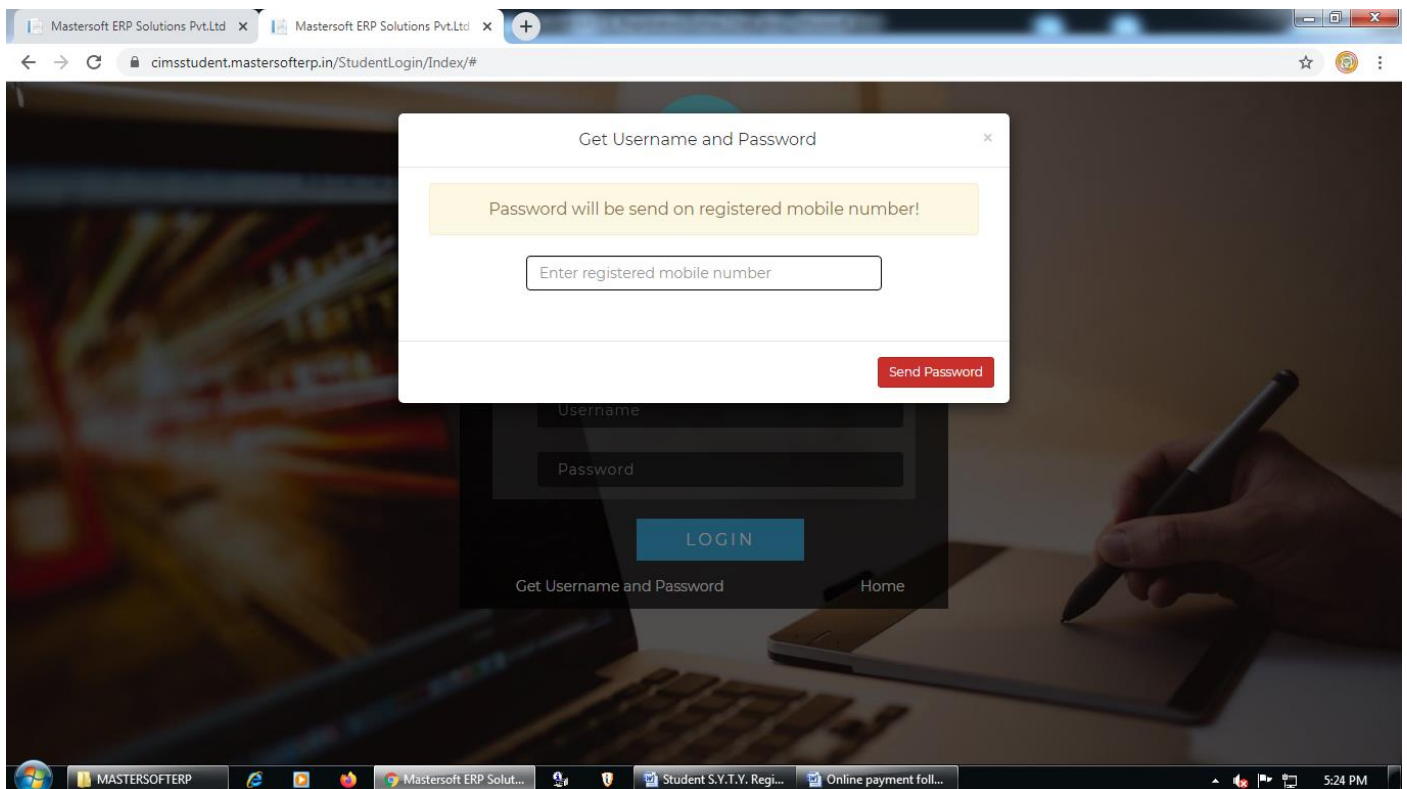 Mastersoft ERP Solutions Pvt.Ltd
Mastersoft ERP Solutions Pvt.Ltd
cimsstudent.mastersofterp.in/StudentLogin/Index/#
Get Username and Password
Password will be send on registered mobile number!
Enter registered mobile number
Send Password
Username
Password
LOGIN
Get Username and Password Home
MASTERSOFTERP Mastersoft ERP Solut... Student S.Y.T.Y. Regi... Online payment foll... 5:24 PM